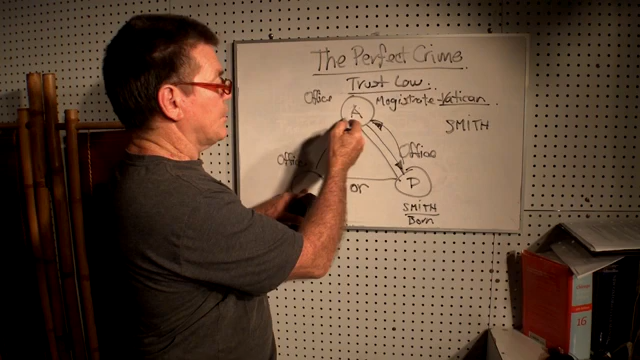 The Perfect Crime
Trust Law.
Office
Magistrate-Vatican
A
SMITH
Office
Office
or
D
SMITH
Born
16